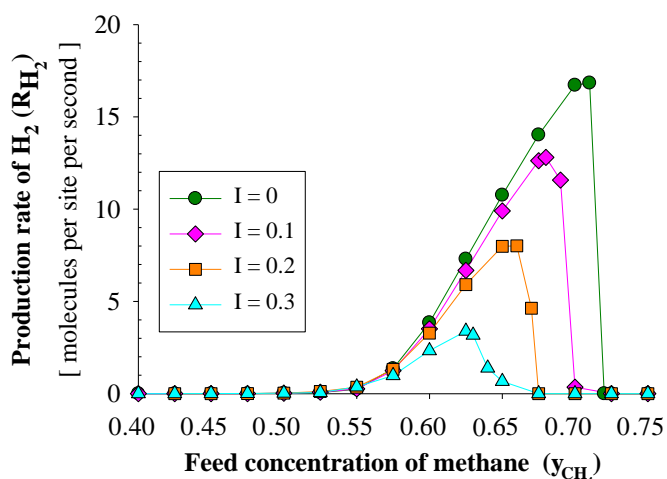 Production rate of H2 (RH2)
[ molecules per site per second ]
20
15
10
5
0
I = 0
I = 0.1
I = 0.2
I = 0.3
0.40 0.45 0.50 0.55 0.60 0.65 0.70 0.75
Feed concentration of methane (yCH4)